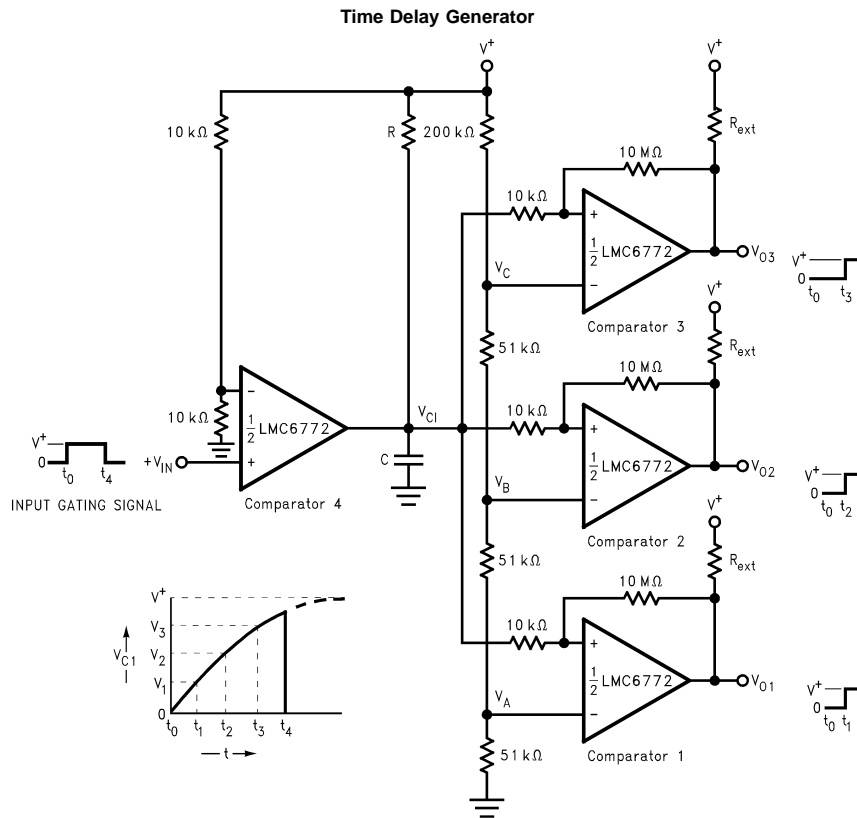 Time Delay Generator
V+
V+
10 kΩ
R
200 kΩ
Rext
10 MΩ
10 kΩ
+
1/2 LMC6772
VO3
V+
0
t0 t3
VC
−
Comparator 3
V+
51 kΩ
Rext
10 MΩ
VCI
10 kΩ
−
10 kΩ
1/2 LMC6772
+
1/2 LMC6772
VO2
V+
0
t0 t2
V+
0
t0 t4
+VIN
+
C
VB
−
INPUT GATING SIGNAL
Comparator 4
Comparator 2
V+
51 kΩ
Rext
10 MΩ
10 kΩ
+
1/2 LMC6772
VO1
V+
0
t0 t1
VA
−
51 kΩ
Comparator 1
V+
V3
VC1
V2
V1
0
t0 t1 t2 t3 t4
t